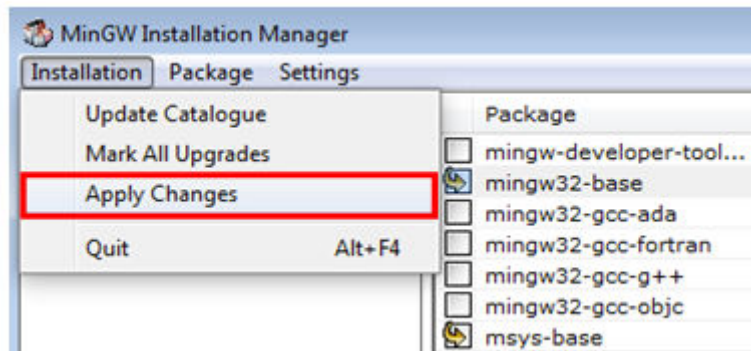 MinGW Installation Manager
Installation Package Settings
Update Catalogue
Mark All Upgrades
Apply Changes
Quit Alt+F4
Package
mingw-developer-tool...
mingw32-base
mingw32-gcc-ada
mingw32-gcc-fortran
mingw32-gcc-g++
mingw32-gcc-objc
msys-base